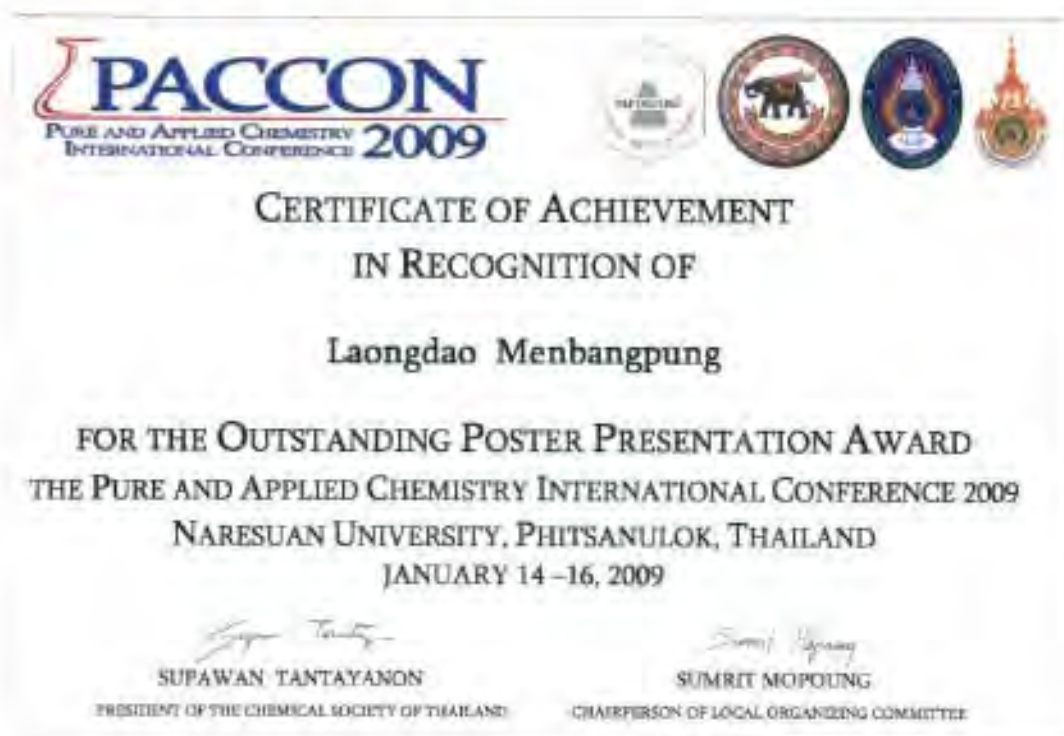 PACCON
PURE AND APPLIED CHEMISTRY
INTERNATIONAL CONFERENCE 2009
CERTIFICATE OF ACHIEVEMENT
IN RECOGNITION OF
Laongdao Menbangpung
FOR THE OUTSTANDING POSTER PRESENTATION AWARD
THE PURE AND APPLIED CHEMISTRY INTERNATIONAL CONFERENCE 2009
NARESUAN UNIVERSITY, PHITSANULOK, THAILAND
JANUARY 14 –16, 2009
SUPAWAN TANTAYANON
SUMRIT MOPOUNG
PRESIDENT OF THE CHEMICAL SOCIETY OF THAILAND
CHAIRPERSON OF LOCAL ORGANIZING COMMITTEE